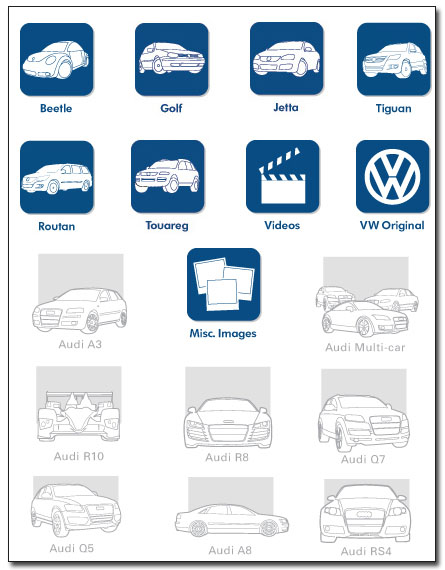 Beetle Golf Jetta Tiguan
Routan Touareg Videos VW Original
Misc. Images
Audi A3 Audi Multi-car
Audi R10 Audi R8 Audi Q7
Audi Q5 Audi A8 Audi RS4